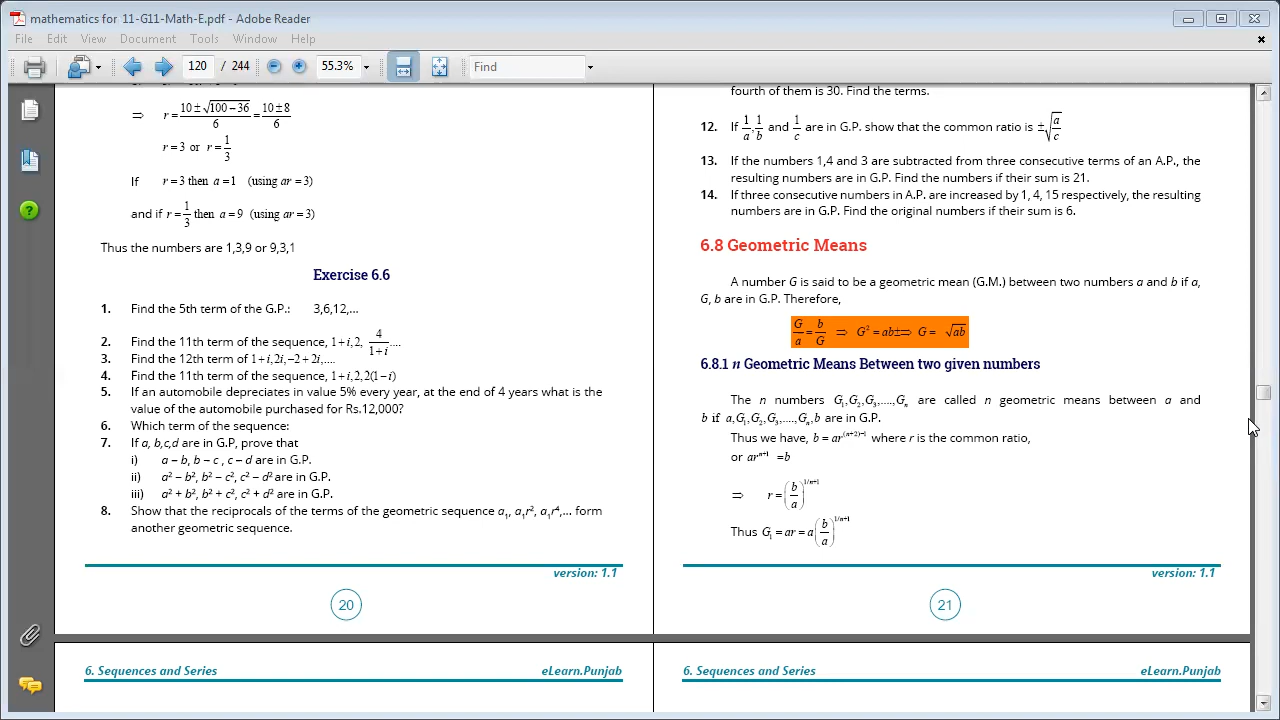 mathematics for 11-G11-Math-E.pdf - Adobe Reader
File Edit View Document Tools Window Help
120 / 244 55.3% Find
⇒ r = (10 ± √(100 − 36))/6 = (10 ± 8)/6
r = 3 or r = 1/3
If r = 3 then a = 1 (using ar = 3)
and if r = 1/3 then a = 9 (using ar = 3)
Thus the numbers are 1,3,9 or 9,3,1
Exercise 6.6
1. Find the 5th term of the G.P.: 3,6,12,...
2. Find the 11th term of the sequence, 1+i,2, 4/(1+i)....
3. Find the 12th term of 1+i,2i,−2+2i,....
4. Find the 11th term of the sequence, 1+i,2,2(1−i)
5. If an automobile depreciates in value 5% every year, at the end of 4 years what is the
value of the automobile purchased for Rs.12,000?
6. Which term of the sequence:
7. If a, b,c,d are in G.P, prove that
i) a – b, b – c , c – d are in G.P.
ii) a² – b², b² – c², c² – d² are in G.P.
iii) a² + b², b² + c², c² + d² are in G.P.
8. Show that the reciprocals of the terms of the geometric sequence a₁, a₁r², a₁r⁴,... form
another geometric sequence.
version: 1.1
20
fourth of them is 30. Find the terms.
12. If 1/a, 1/b and 1/c are in G.P. show that the common ratio is ±√(a/c)
13. If the numbers 1,4 and 3 are subtracted from three consecutive terms of an A.P., the
resulting numbers are in G.P. Find the numbers if their sum is 21.
14. If three consecutive numbers in A.P. are increased by 1, 4, 15 respectively, the resulting
numbers are in G.P. Find the original numbers if their sum is 6.
6.8 Geometric Means
A number G is said to be a geometric mean (G.M.) between two numbers a and b if a,
G, b are in G.P. Therefore,
G/a = b/G ⇒ G² = ab± ⇒ G = √ab
6.8.1 n Geometric Means Between two given numbers
The n numbers G₁,G₂,G₃,....,Gₙ are called n geometric means between a and
b if a,G₁,G₂,G₃,....,Gₙ,b are in G.P.
Thus we have, b = ar⁽ⁿ⁺²⁾⁻¹ where r is the common ratio,
or arⁿ⁺¹ = b
⇒ r = (b/a)^1/n+1
Thus G₁ = ar = a(b/a)^1/n+1
version: 1.1
21
6. Sequences and Series eLearn.Punjab
6. Sequences and Series eLearn.Punjab